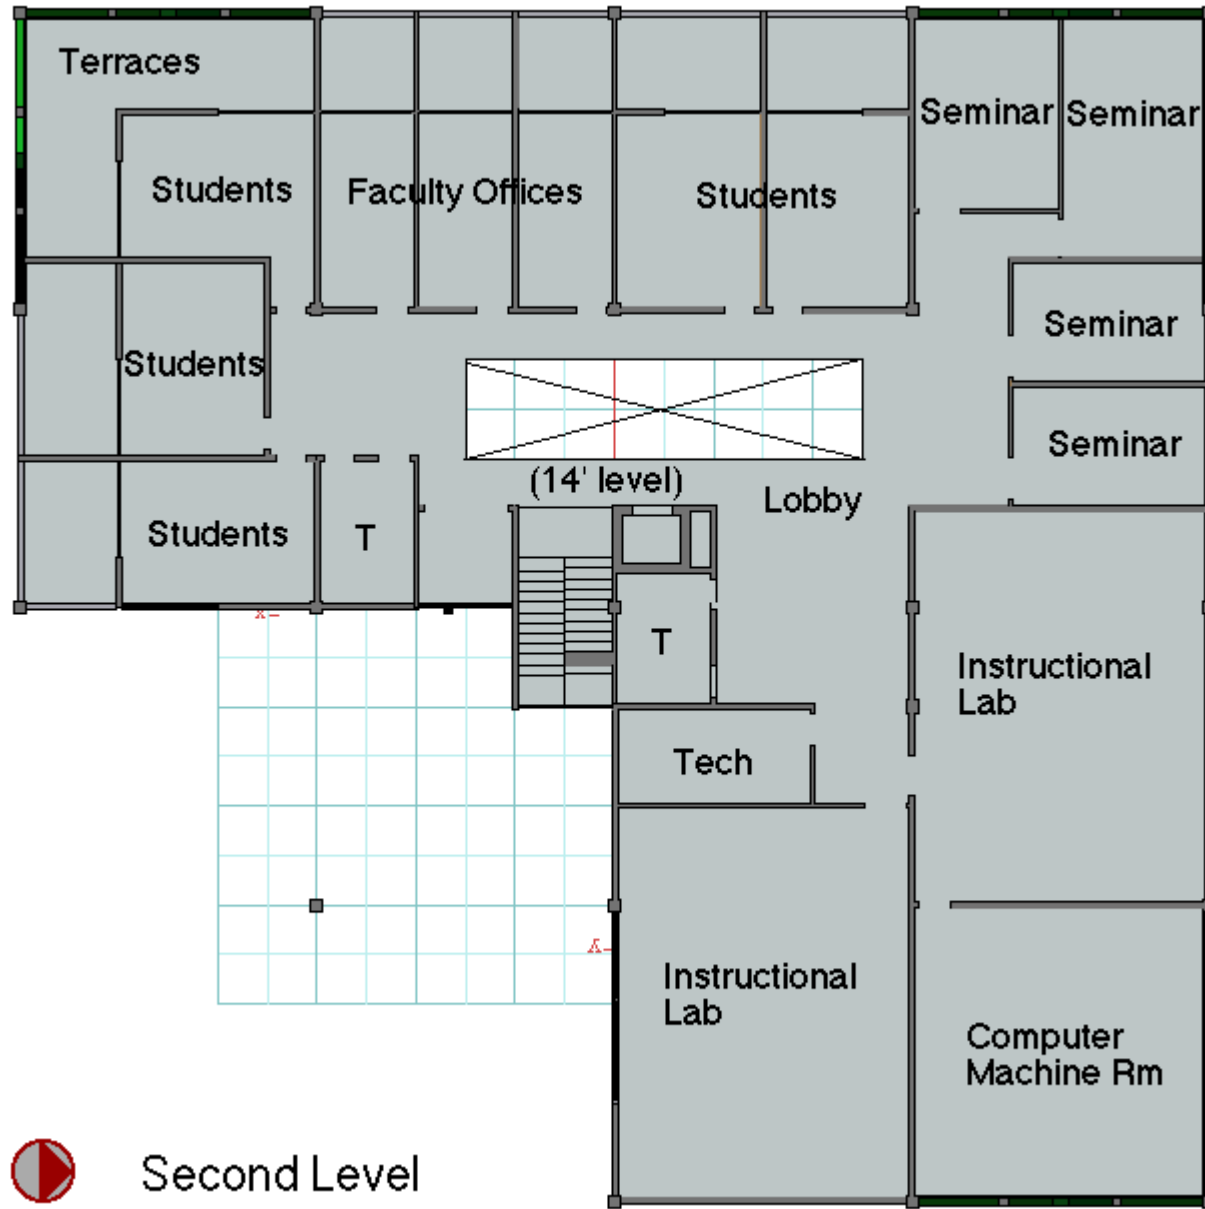 Terraces
Seminar
Seminar
Students
Faculty Offices
Students
Seminar
Students
Seminar
(14' level)
Lobby
Students
T
T
Instructional
Lab
Tech
Instructional
Lab
Computer
Machine Rm
Second Level